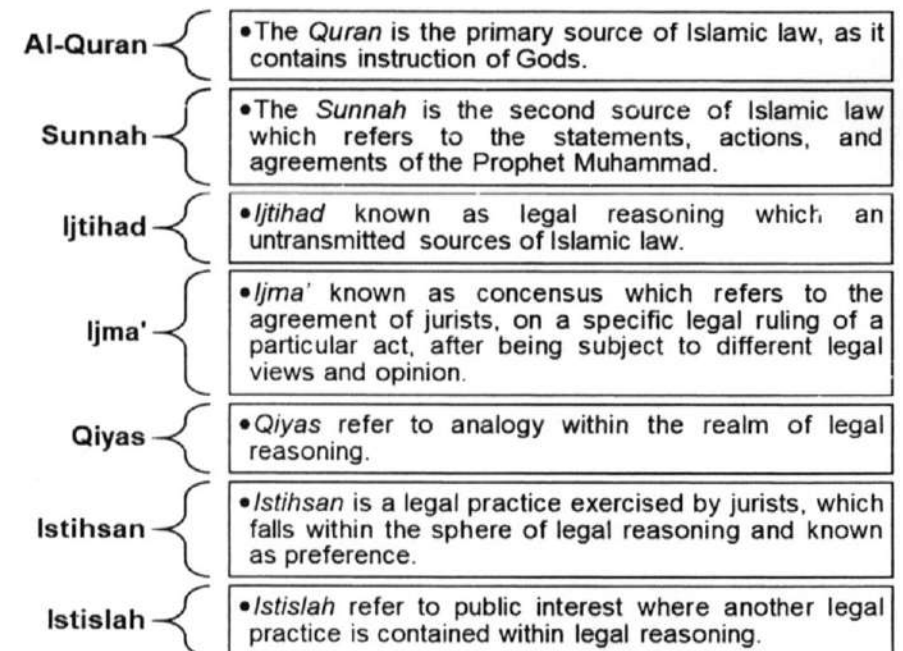 Al-Quran
•The Quran is the primary source of Islamic law, as it
contains instruction of Gods.
Sunnah
•The Sunnah is the second source of Islamic law
which refers to the statements, actions, and
agreements of the Prophet Muhammad.
Ijtihad
•Ijtihad known as legal reasoning which an
untransmitted sources of Islamic law.
Ijma'
•Ijma' known as concensus which refers to the
agreement of jurists, on a specific legal ruling of a
particular act, after being subject to different legal
views and opinion.
Qiyas
•Qiyas refer to analogy within the realm of legal
reasoning.
Istihsan
•Istihsan is a legal practice exercised by jurists, which
falls within the sphere of legal reasoning and known
as preference.
Istislah
•Istislah refer to public interest where another legal
practice is contained within legal reasoning.